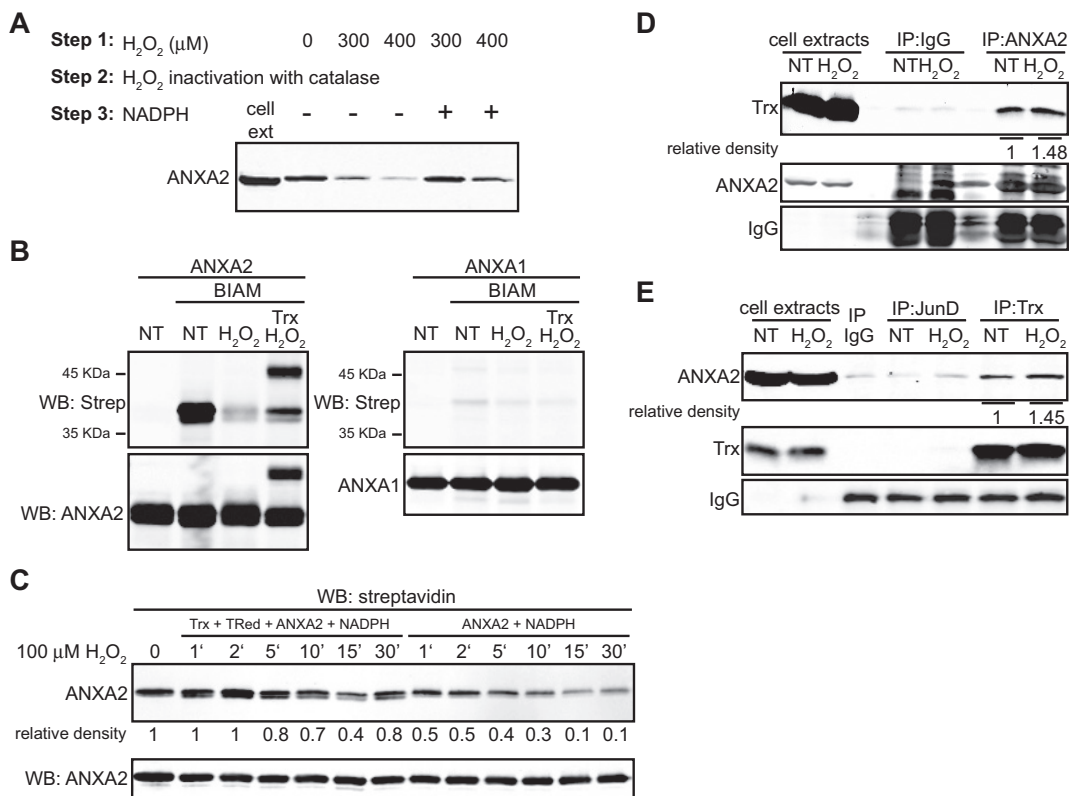 A
Step 1: H₂O₂ (μM) 0 300 400 300 400
Step 2: H₂O₂ inactivation with catalase
Step 3: NADPH cell ext - - - + +
ANXA2
B
ANXA2
BIAM
NT NT H₂O₂ Trx H₂O₂
45 KDa
WB: Strep
35 KDa
WB: ANXA2
ANXA1
BIAM
NT NT H₂O₂ Trx H₂O₂
45 KDa
WB: Strep
35 KDa
ANXA1
C
WB: streptavidin
Trx + TRed + ANXA2 + NADPH ANXA2 + NADPH
100 μM H₂O₂ 0 1‘ 2‘ 5‘ 10’ 15’ 30’ 1‘ 2‘ 5‘ 10’ 15’ 30’
ANXA2
relative density 1 1 1 0.8 0.7 0.4 0.8 0.5 0.5 0.4 0.3 0.1 0.1
WB: ANXA2
D
cell extracts IP:IgG IP:ANXA2
NT H₂O₂ NT H₂O₂ NT H₂O₂
Trx
relative density 1 1.48
ANXA2
IgG
E
cell extracts IP IgG IP:JunD IP:Trx
NT H₂O₂ NT H₂O₂ NT H₂O₂
ANXA2
relative density 1 1.45
Trx
IgG